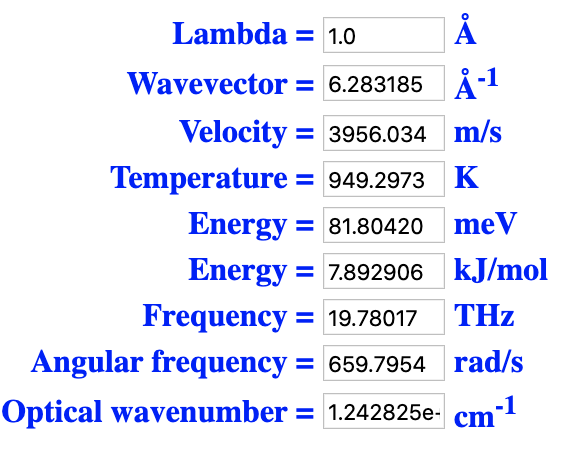 Lambda = 1.0 Å
Wavevector = 6.283185 Å-1
Velocity = 3956.034 m/s
Temperature = 949.2973 K
Energy = 81.80420 meV
Energy = 7.892906 kJ/mol
Frequency = 19.78017 THz
Angular frequency = 659.7954 rad/s
Optical wavenumber = 1.242825e- cm-1